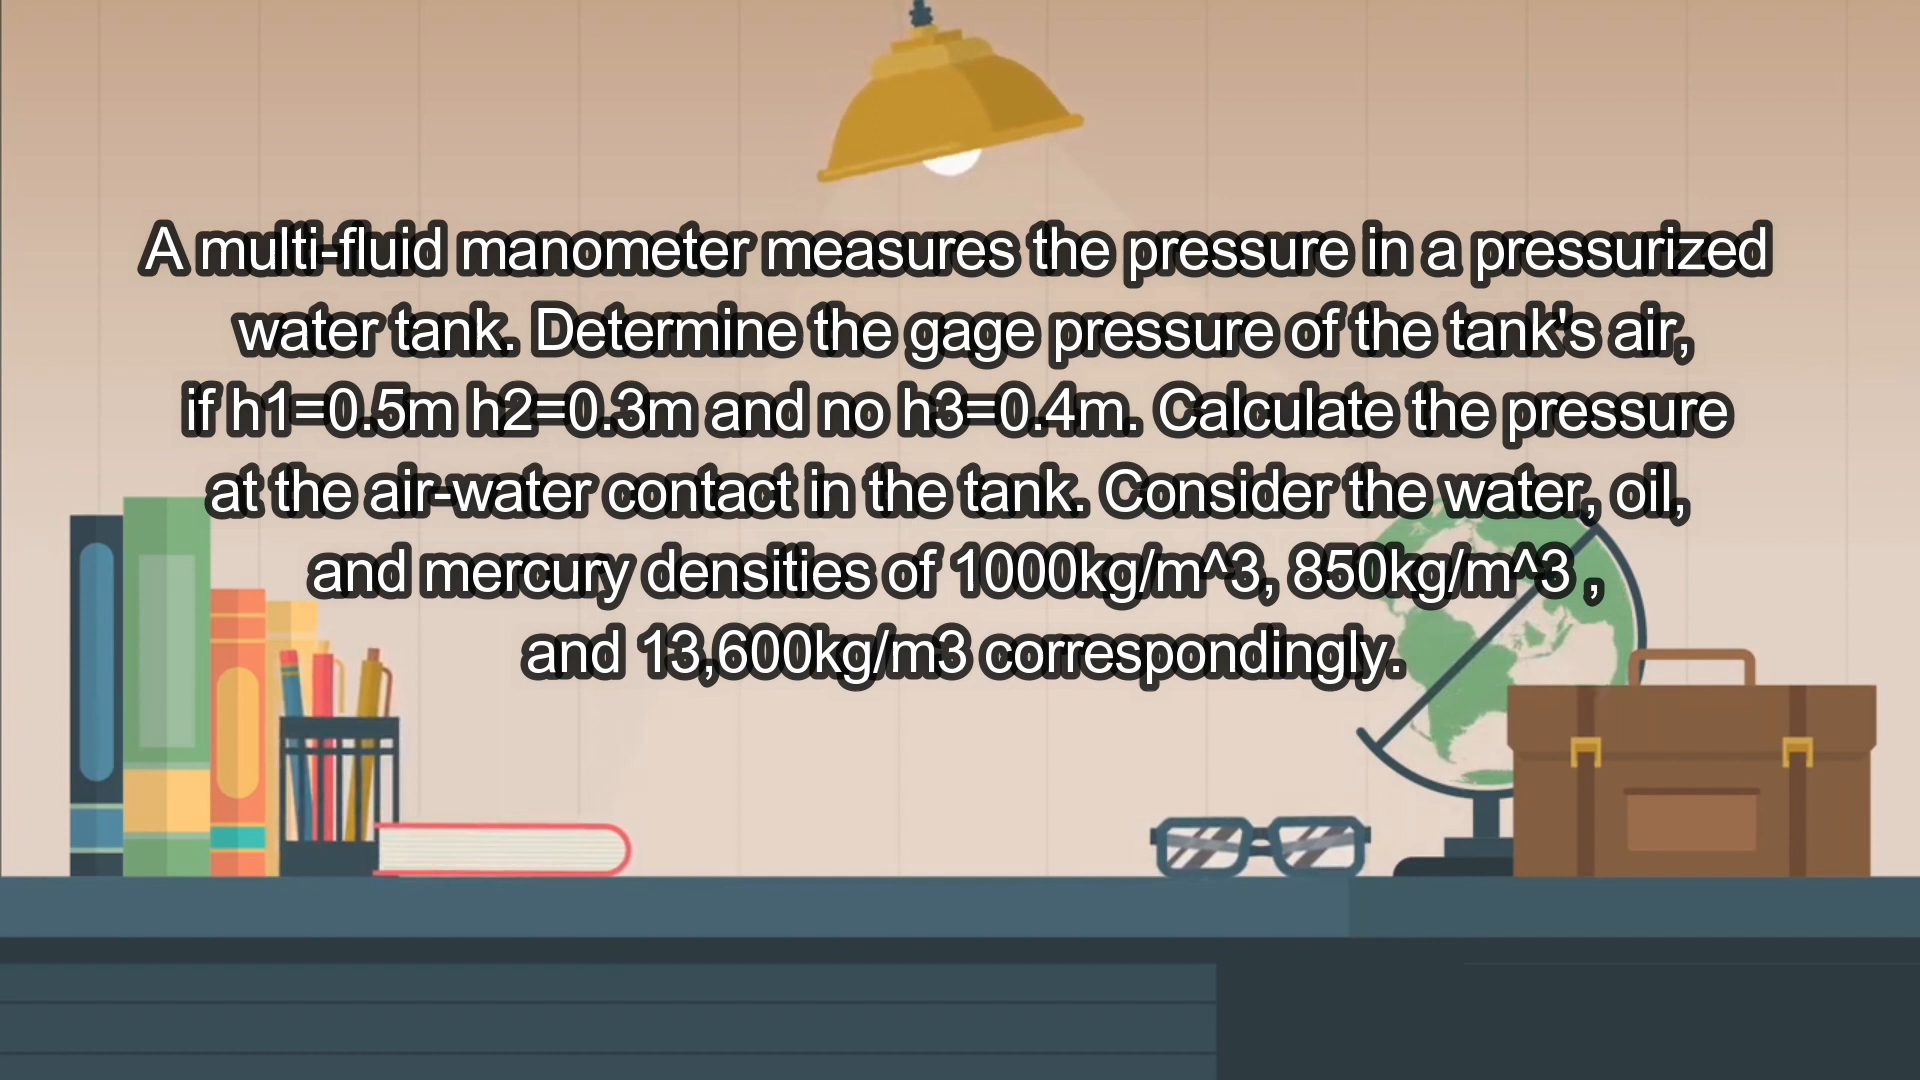 A multi-fluid manometer measures the pressure in a pressurized
water tank. Determine the gage pressure of the tank's air,
if h1=0.5m h2=0.3m and no h3=0.4m. Calculate the pressure
at the air-water contact in the tank. Consider the water, oil,
and mercury densities of 1000kg/m^3, 850kg/m^3 ,
and 13,600kg/m3 correspondingly.